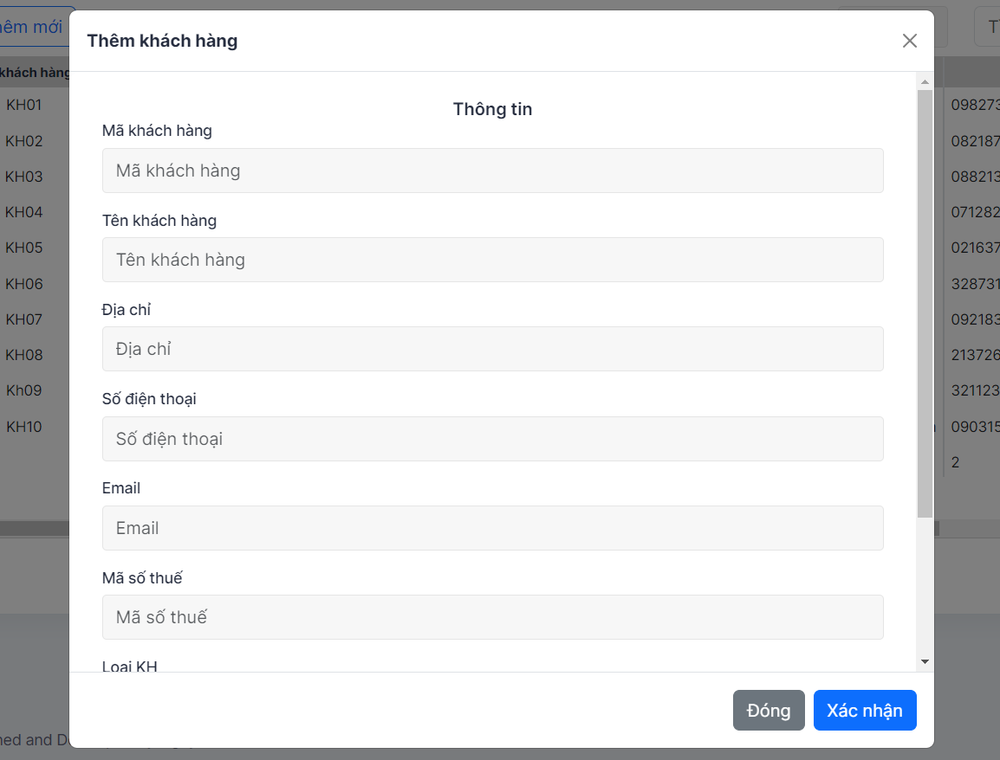 Thêm khách hàng
mới
khách hàng
KH01
KH02
KH03
KH04
KH05
KH06
KH07
KH08
Kh09
KH10
Thông tin
Mã khách hàng
Mã khách hàng
Tên khách hàng
Tên khách hàng
Địa chỉ
Địa chỉ
Số điện thoại
Số điện thoại
Email
Email
Mã số thuế
Mã số thuế
Loại KH
098273
082187
088213
071282
021637
328731
092183
213726
321123
090315
2
Đóng
Xác nhận
and